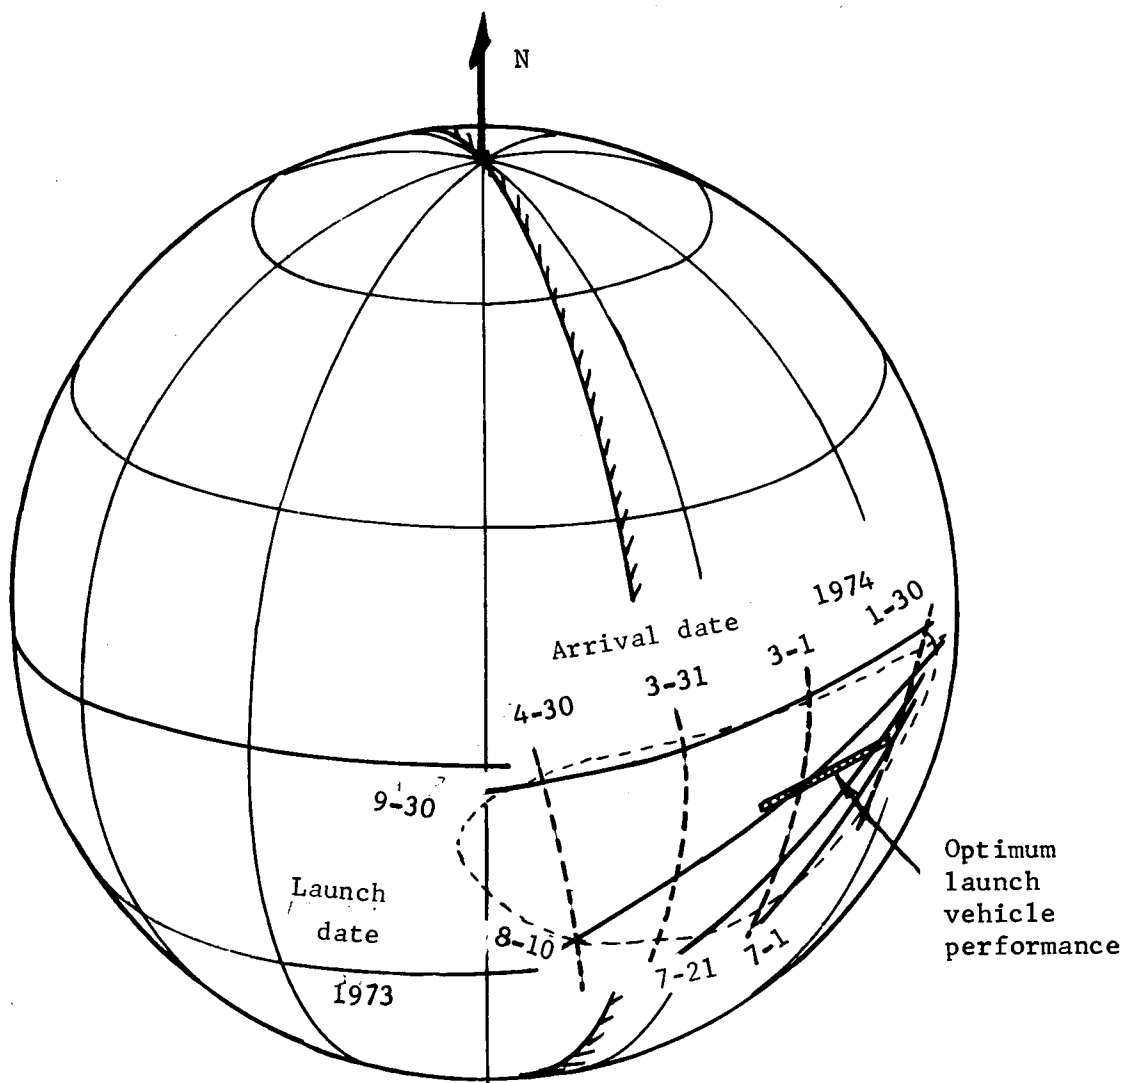 N
1974
1-30
Arrival date
3-1
3-31
4-30
9-30
Launch
date
1973
8-10
7-21
7-1
Optimum
launch
vehicle
performance